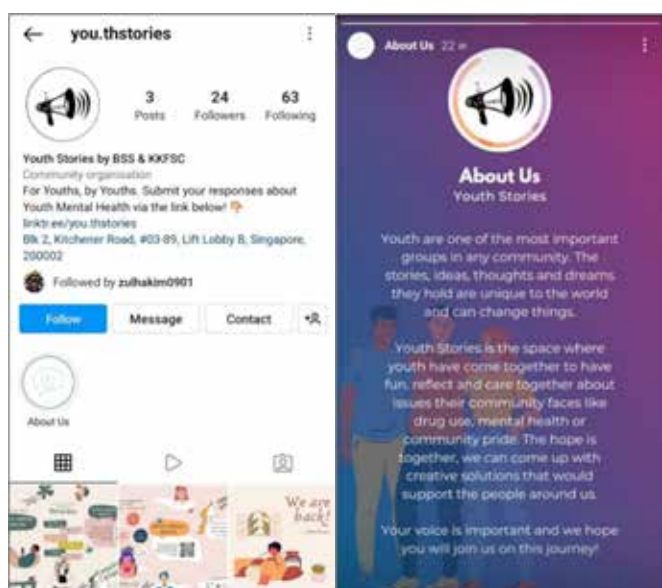 you.thstories
3
24
63
Posts
Followers
Following
Youth Stories by BSS & KKFSC
Community organisation
For Youths, by Youths. Submit your responses about
Youth Mental Health via the link below!
linktr.ee/you.thstories
Blk 2, Kitchener Road, #03-89, Lift Lobby B, Singapore,
200002
Followed by zulhakim0901
Follow
Message
Contact
About Us
We are
back!
About Us 22 w
About Us
Youth Stories
Youth are one of the most important
groups in any community. The
stories, ideas, thoughts and dreams
they hold are unique to the world
and can change things.
Youth Stories is the space where
youth have come together to have
fun, reflect and care together about
issues their community faces like
drug use, mental health or
community pride. The hope is
together, we can come up with
creative solutions that would
support the people around us.
Your voice is important and we hope
you will join us on this journey!